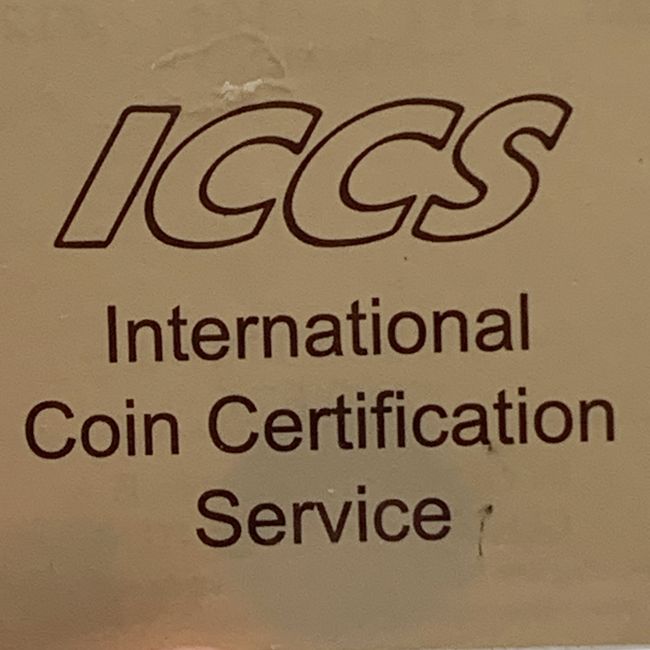 ICCS
International
Coin Certification
Service